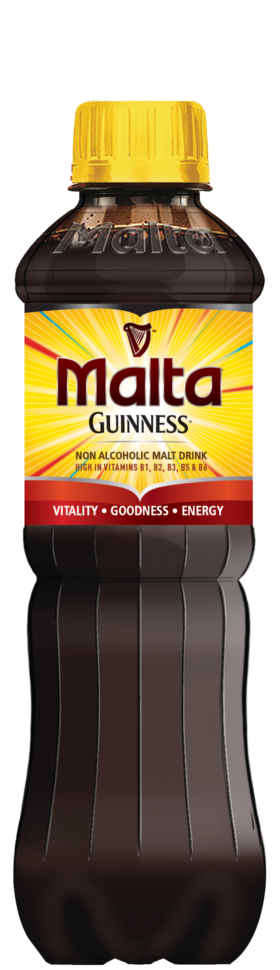 Malta
Malta
GUINNESS®
NON ALCOHOLIC MALT DRINK
HIGH IN VITAMINS B1, B2, B3, B5 & B6
VITALITY • GOODNESS • ENERGY